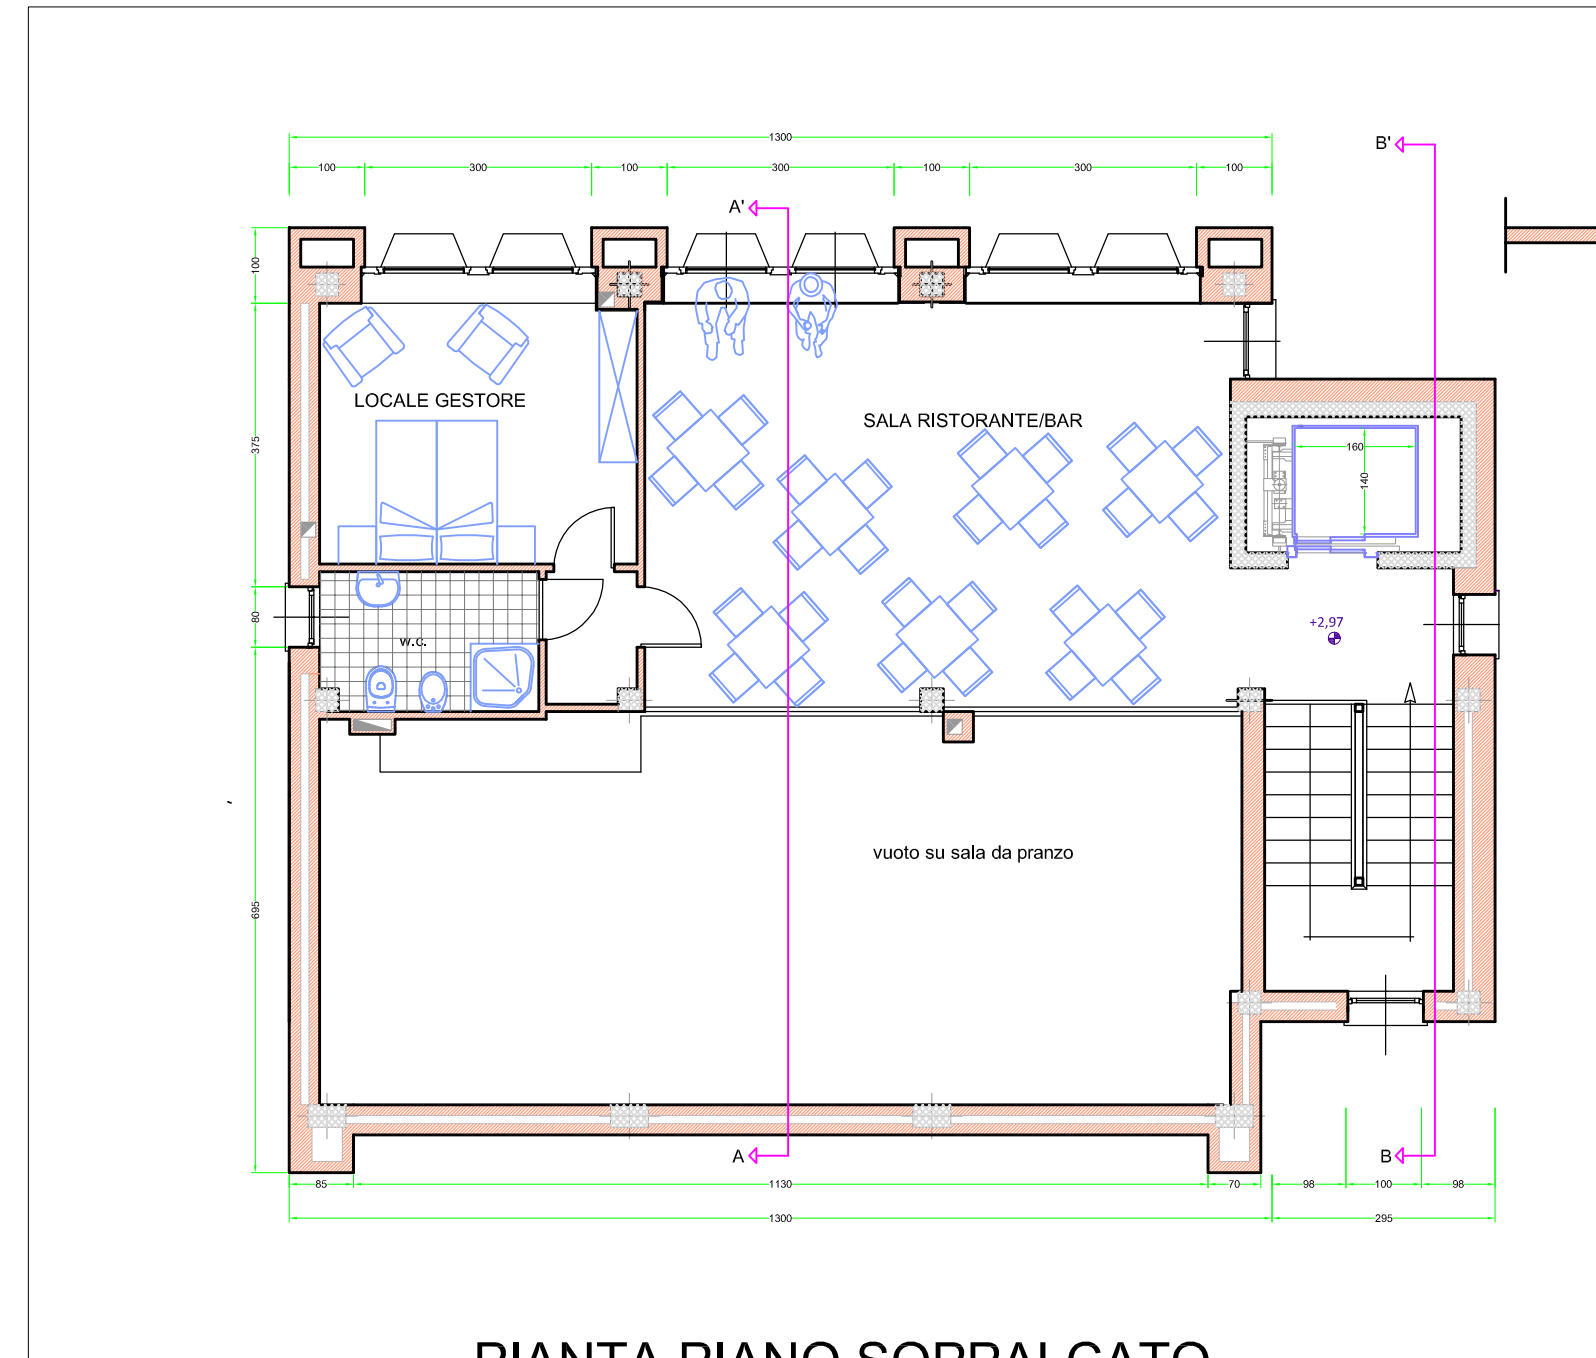 1300
100 300 100 300 100 300 100
B'
A'
100
LOCALE GESTORE
SALA RISTORANTE/BAR
375
160
140
80
w.c.
+2,97
vuoto su sala da pranzo
695
A
B
85 1130 70 98 100 98
1300 295
PIANTA PIANO SOPPALCATO